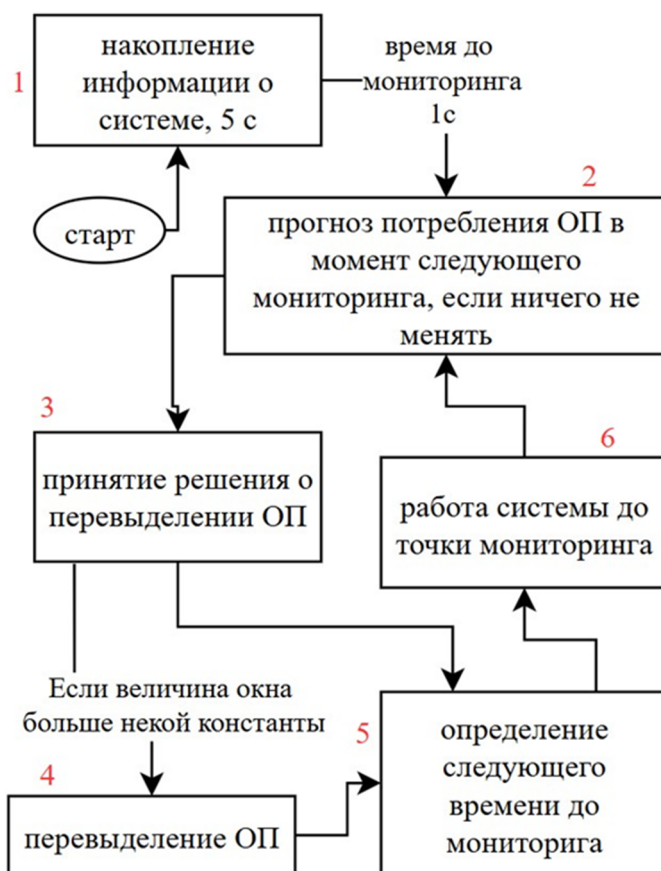 1
накопление
информации о
системе, 5 с
время до
мониторинга
1с
старт
2
прогноз потребления ОП в
момент следующего
мониторинга, если ничего не
менять
3
принятие решения о
перевыделении ОП
6
работа системы до
точки мониторинга
Если величина окна
больше некой константы
4
перевыделение ОП
5
определение
следующего
времени до
мониторига